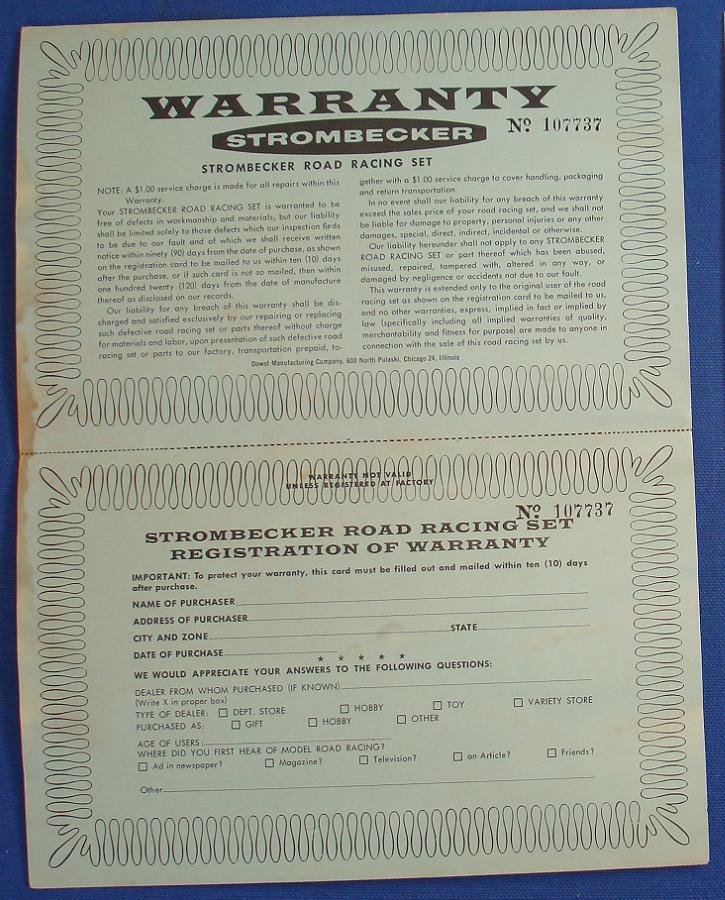 WARRANTY
STROMBECKER
Nº 107737
STROMBECKER ROAD RACING SET
NOTE: A $1.00 service charge is made for all repairs within this
Warranty.
Your STROMBECKER ROAD RACING SET is warranted to be
free of defects in workmanship and materials, but our liability
shall be limited solely to those defects which our inspection finds
to be due to our fault and of which we shall receive written
notice within ninety (90) days from the date of purchase, as shown
on the registration card to be mailed to us within ten (10) days
after the purchase, or if such card is not so mailed, then within
one hundred twenty (120) days from the date of manufacture
thereof as disclosed on our records.
Our liability for any breach of this warranty shall be dis-
charged and satisfied exclusively by our repairing or replacing
such defective road racing set or parts thereof without charge
for materials and labor, upon presentation of such defective road
racing set or parts to our factory, transportation prepaid, to-
gether with a $1.00 service charge to cover handling, packaging
and return transportation.
In no event shall our liability for any breach of this warranty
exceed the sales price of your road racing set, and we shall not
be liable for damage to property, personal injuries or any other
damages, special, direct, indirect, incidental or otherwise.
Our liability hereunder shall not apply to any STROMBECKER
ROAD RACING SET or part thereof which has been abused,
misused, repaired, tampered with, altered in any way, or
damaged by negligence or accidents not due to our fault.
This warranty is extended only to the original user of the road
racing set as shown on the registration card to be mailed to us,
and no other warranties, express, implied in fact or implied by
law (specifically including all implied warranties of quality,
merchantability and fitness for purpose) are made to anyone in
connection with the sale of this road racing set by us.
Dowst Manufacturing Company, 600 North Pulaski, Chicago 24, Illinois
WARRANTY NOT VALID
UNLESS REGISTERED AT FACTORY
Nº 107737
STROMBECKER ROAD RACING SET
REGISTRATION OF WARRANTY
IMPORTANT: To protect your warranty, this card must be filled out and mailed within ten (10) days
after purchase.
NAME OF PURCHASER
ADDRESS OF PURCHASER
CITY AND ZONE STATE
DATE OF PURCHASE
★ ★ ★ ★ ★
WE WOULD APPRECIATE YOUR ANSWERS TO THE FOLLOWING QUESTIONS:
DEALER FROM WHOM PURCHASED (IF KNOWN)
(Write X in proper box)
TYPE OF DEALER: □ DEPT. STORE □ HOBBY □ TOY □ VARIETY STORE
PURCHASED AS: □ GIFT □ HOBBY □ OTHER
AGE OF USERS:
WHERE DID YOU FIRST HEAR OF MODEL ROAD RACING?
□ Ad in newspaper? □ Magazine? □ Television? □ an Article? □ Friends?
Other